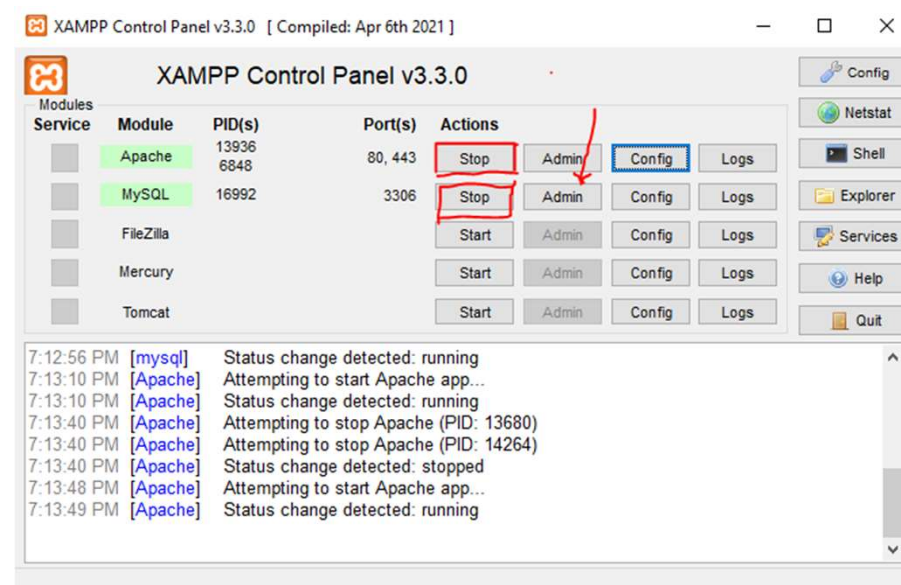 XAMPP Control Panel v3.3.0 [ Compiled: Apr 6th 2021 ]
XAMPP Control Panel v3.3.0
Config
Modules
Service Module PID(s) Port(s) Actions
Netstat
Apache 13936 6848 80, 443 Stop Admin Config Logs
Shell
MySQL 16992 3306 Stop Admin Config Logs
Explorer
FileZilla Start Admin Config Logs
Services
Mercury Start Admin Config Logs
Help
Tomcat Start Admin Config Logs
Quit
7:12:56 PM [mysql] Status change detected: running
7:13:10 PM [Apache] Attempting to start Apache app...
7:13:10 PM [Apache] Status change detected: running
7:13:40 PM [Apache] Attempting to stop Apache (PID: 13680)
7:13:40 PM [Apache] Attempting to stop Apache (PID: 14264)
7:13:40 PM [Apache] Status change detected: stopped
7:13:48 PM [Apache] Attempting to start Apache app...
7:13:49 PM [Apache] Status change detected: running